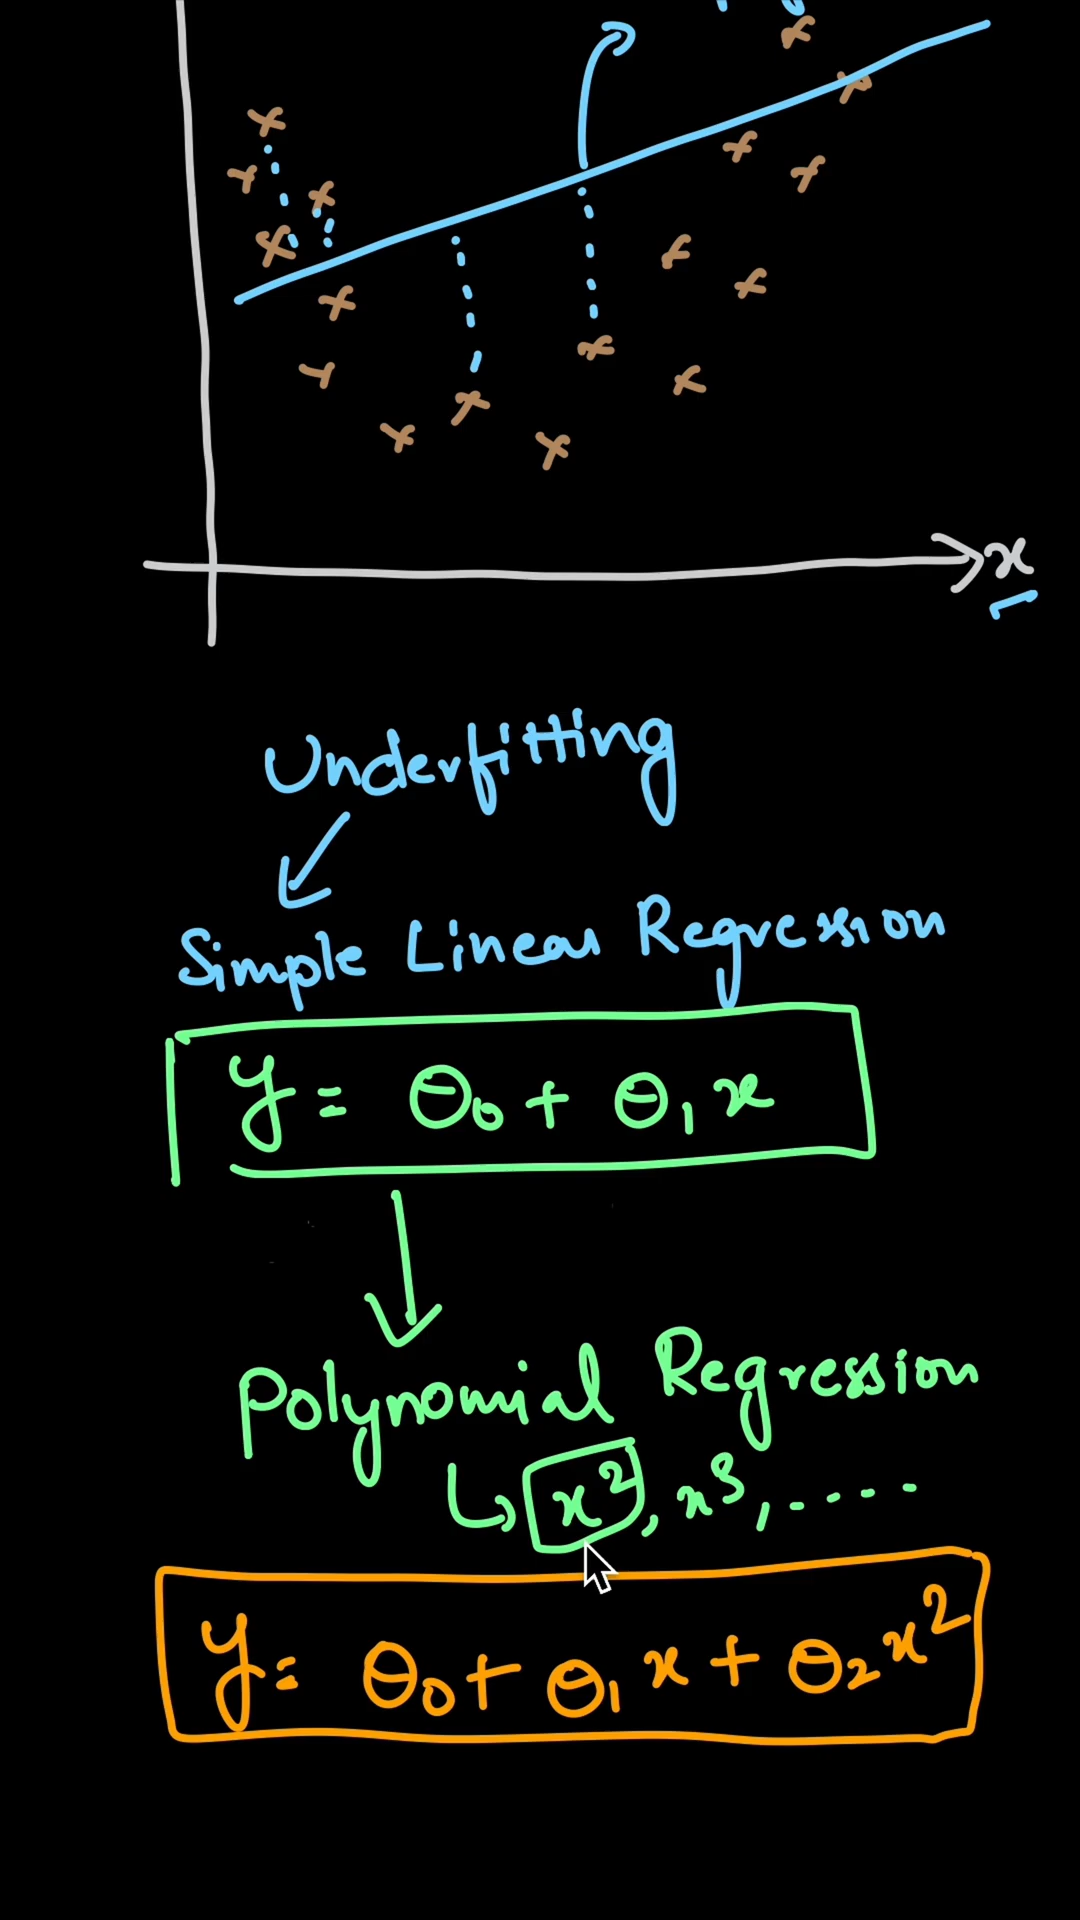 x
Underfitting
Simple Linear Regression
y = θ₀ + θ₁x
Polynomial Regression
x², x³, ....
y = θ₀ + θ₁x + θ₂x²